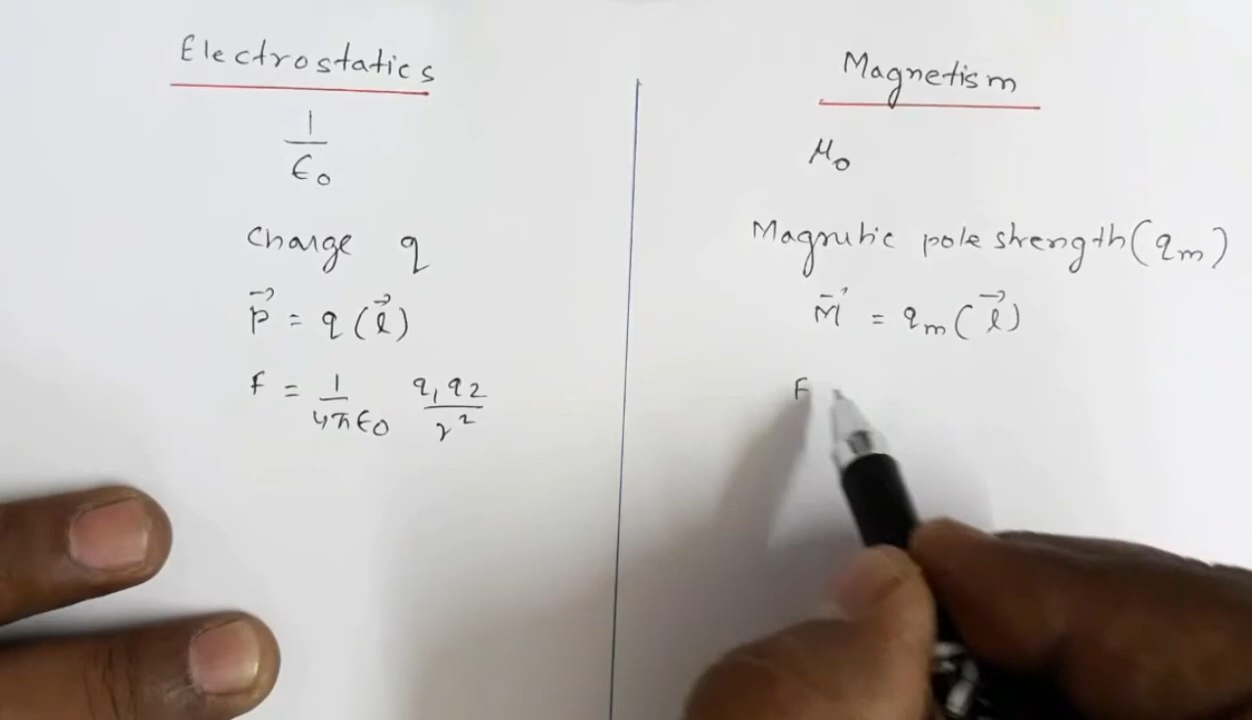 Electrostatics
1/ϵ₀
Charge q
p⃗ = q (l⃗)
F = 1/4πϵ₀ q₁q₂/r²
Magnetism
μ₀
Magnetic pole strength (qₘ)
M⃗ = qₘ (l⃗)
F